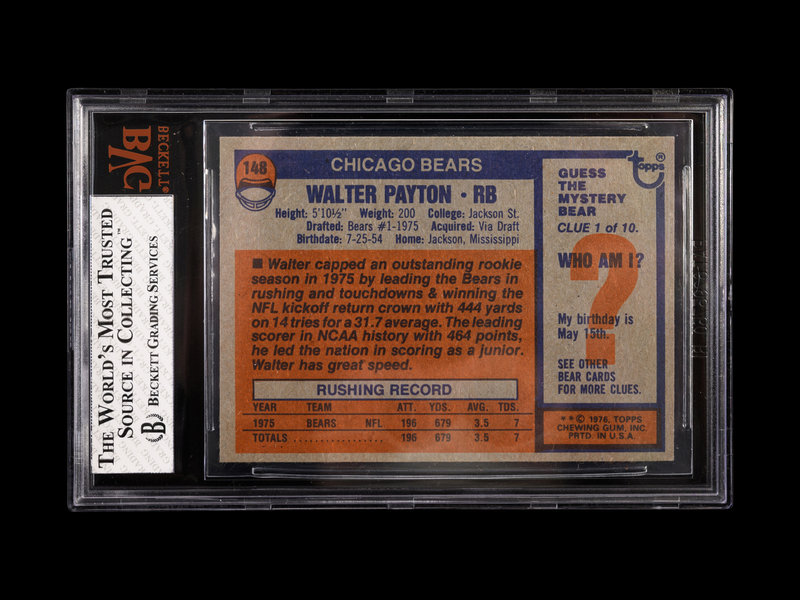 BECKETT
BVG
THE WORLD'S MOST TRUSTED
SOURCE IN COLLECTING™
B BECKETT GRADING SERVICES
148
CHICAGO BEARS
WALTER PAYTON • RB
Height: 5'10½" Weight: 200 College: Jackson St.
Drafted: Bears #1-1975 Acquired: Via Draft
Birthdate: 7-25-54 Home: Jackson, Mississippi
■ Walter capped an outstanding rookie
season in 1975 by leading the Bears in
rushing and touchdowns & winning the
NFL kickoff return crown with 444 yards
on 14 tries for a 31.7 average. The leading
scorer in NCAA history with 464 points,
he led the nation in scoring as a junior.
Walter has great speed.
RUSHING RECORD
YEAR TEAM ATT. YDS. AVG. TDS.
1975 BEARS NFL 196 679 3.5 7
TOTALS .................... 196 679 3.5 7
topps®
GUESS
THE
MYSTERY
BEAR
CLUE 1 of 10.
?
WHO AM I?
My birthday is
May 15th.
SEE OTHER
BEAR CARDS
FOR MORE CLUES.
**© 1976, TOPPS
CHEWING GUM, INC.
PRTD. IN U.S.A.